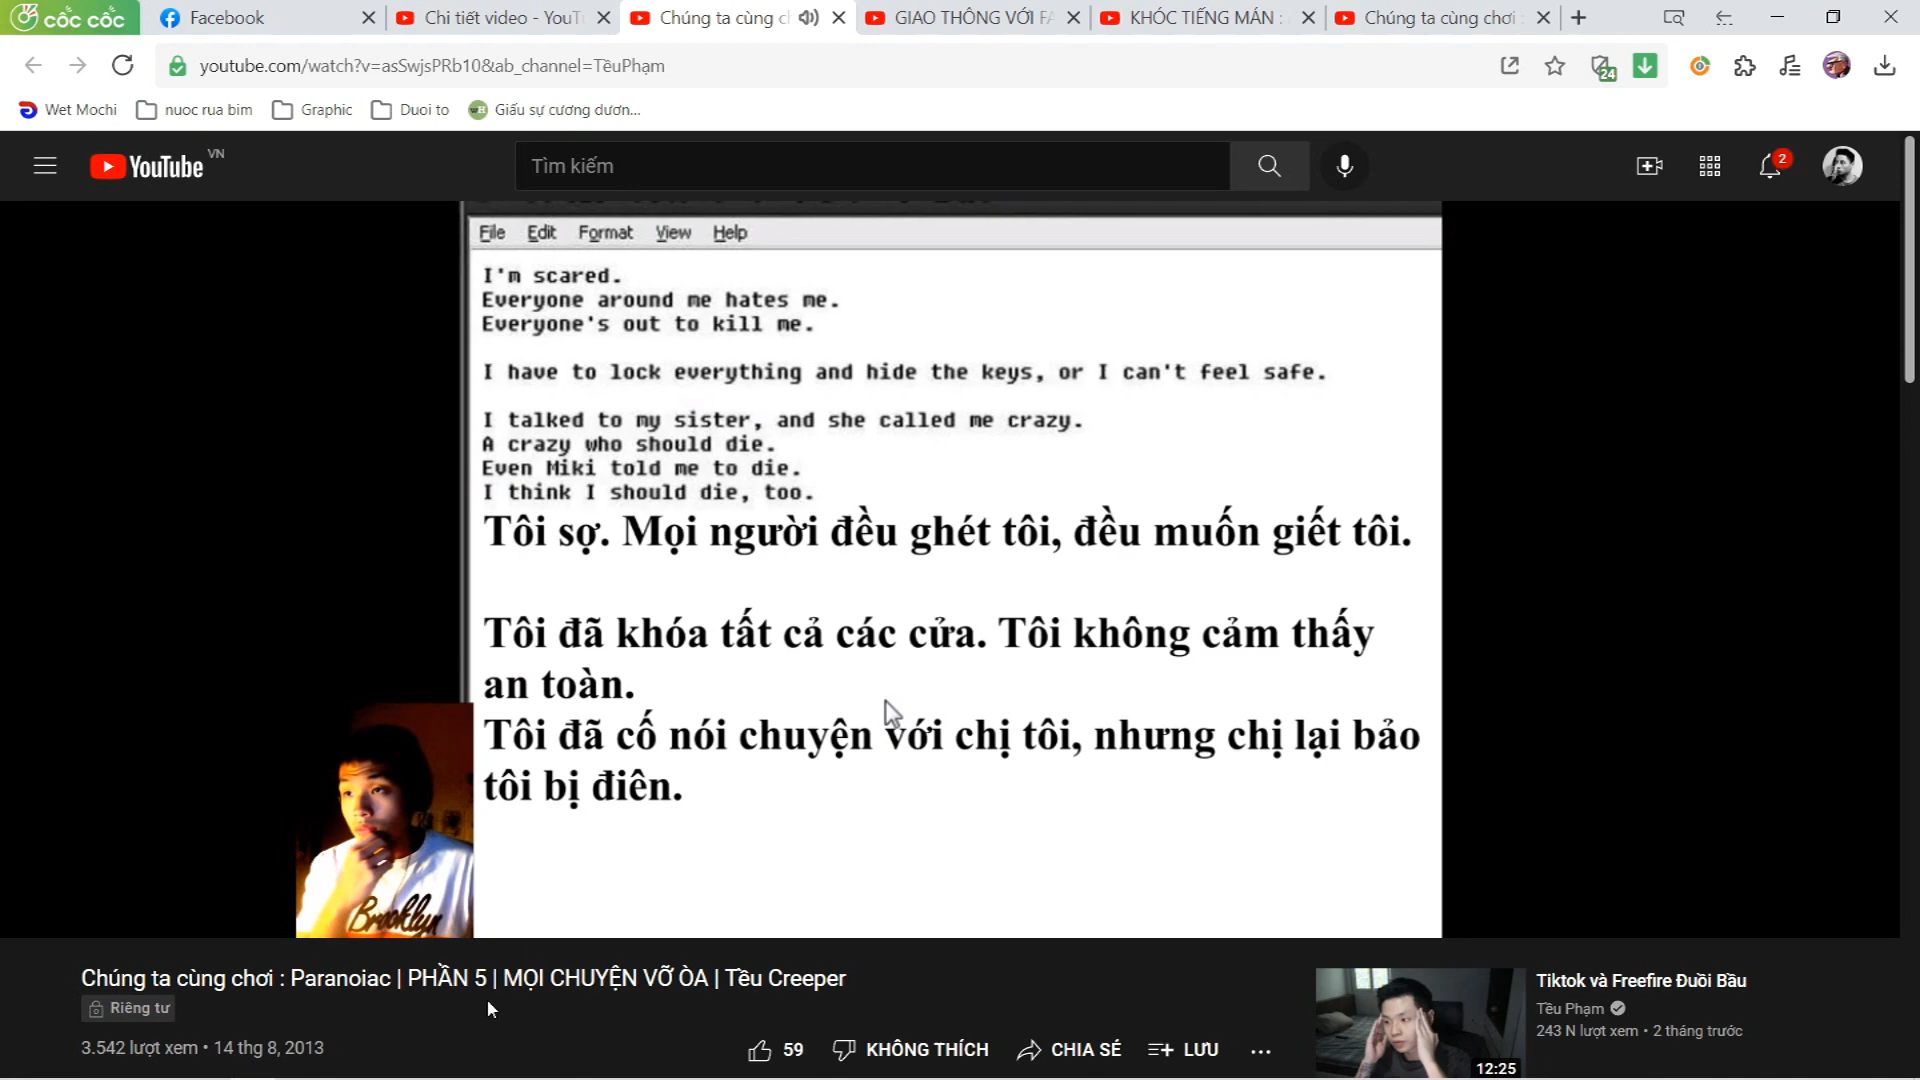 cốc cốc
Facebook
Chi tiết video - YouTu
Chúng ta cùng ch
GIAO THÔNG VỚI FA
KHÓC TIẾNG MÁN :
Chúng ta cùng chơi :
youtube.com/watch?v=asSwjsPRb10&ab_channel=TễuPhạm
24
Wet Mochi
nuoc rua bim
Graphic
Duoi to
Giấu sự cương dươn...
YouTube VN
Tìm kiếm
2
File Edit Format View Help
I'm scared.
Everyone around me hates me.
Everyone's out to kill me.
I have to lock everything and hide the keys, or I can't feel safe.
I talked to my sister, and she called me crazy.
A crazy who should die.
Even Miki told me to die.
I think I should die, too.
Tôi sợ. Mọi người đều ghét tôi, đều muốn giết tôi.
Tôi đã khóa tất cả các cửa. Tôi không cảm thấy
an toàn.
Tôi đã cố nói chuyện với chị tôi, nhưng chị lại bảo
tôi bị điên.
Brooklyn
Chúng ta cùng chơi : Paranoiac | PHẦN 5 | MỌI CHUYỆN VỠ ÒA | Tễu Creeper
Riêng tư
3.542 lượt xem • 14 thg 8, 2013
59
KHÔNG THÍCH
CHIA SẺ
LƯU
12:25
Tiktok và Freefire Đuồi Bầu
Tễu Phạm
243 N lượt xem • 2 tháng trước